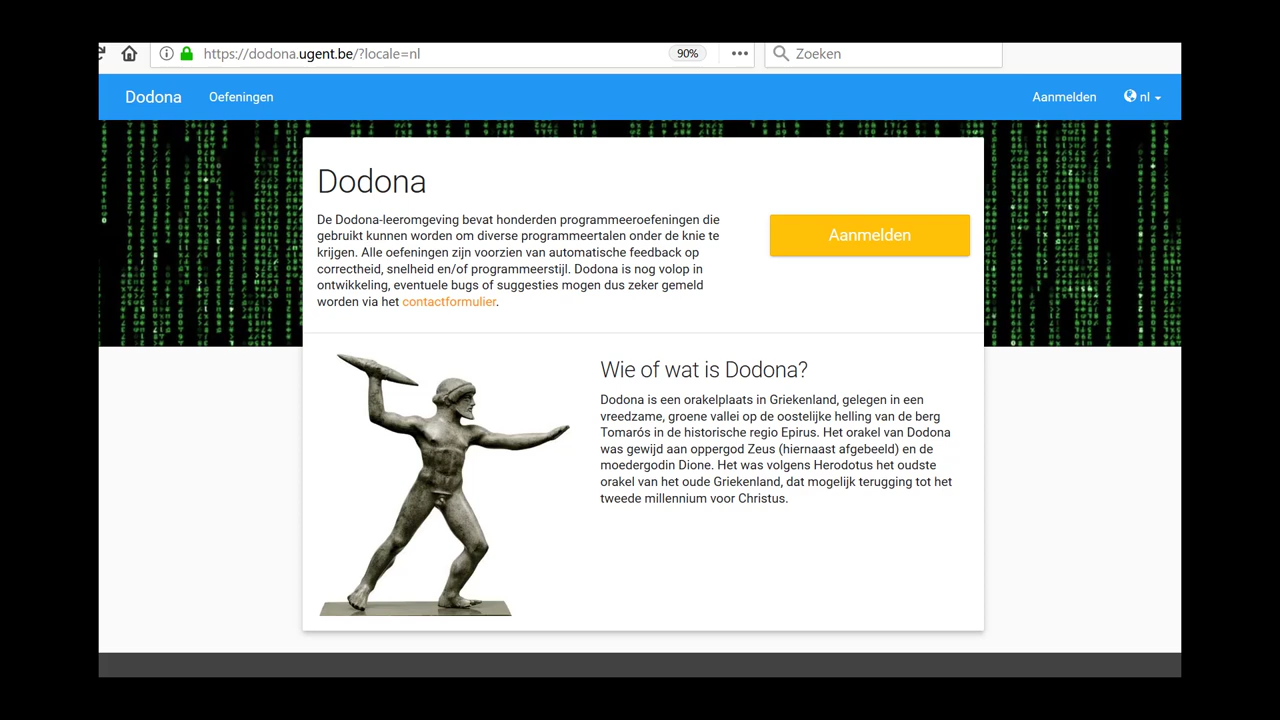 https://dodona.ugent.be/?locale=nl
90%
Zoeken
Dodona
Oefeningen
Aanmelden
nl
Dodona
De Dodona-leeromgeving bevat honderden programmeeroefeningen die
gebruikt kunnen worden om diverse programmeertalen onder de knie te
krijgen. Alle oefeningen zijn voorzien van automatische feedback op
correctheid, snelheid en/of programmeerstijl. Dodona is nog volop in
ontwikkeling, eventuele bugs of suggesties mogen dus zeker gemeld
worden via het contactformulier.
Aanmelden
Wie of wat is Dodona?
Dodona is een orakelplaats in Griekenland, gelegen in een
vreedzame, groene vallei op de oostelijke helling van de berg
Tomarós in de historische regio Epirus. Het orakel van Dodona
was gewijd aan oppergod Zeus (hiernaast afgebeeld) en de
moedergodin Dione. Het was volgens Herodotus het oudste
orakel van het oude Griekenland, dat mogelijk terugging tot het
tweede millennium voor Christus.